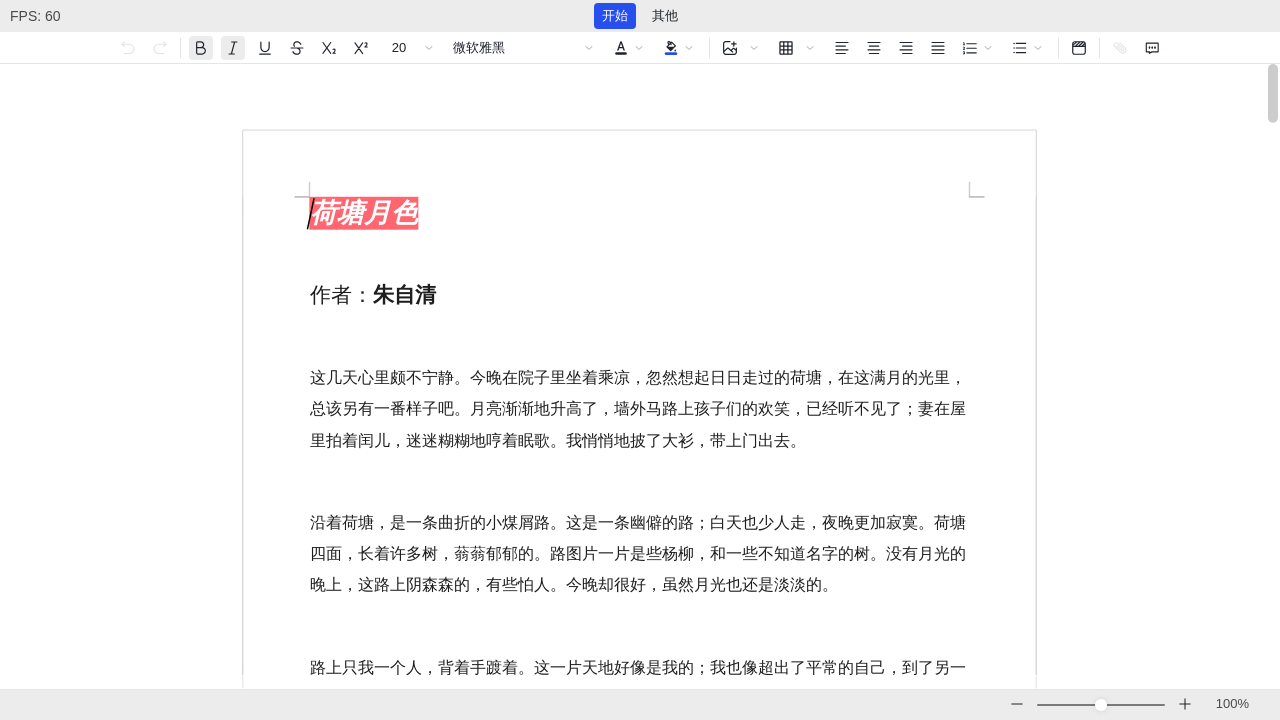 FPS: 60
开始 其他
20 微软雅黑
荷塘月色
作者：朱自清
这几天心里颇不宁静。今晚在院子里坐着乘凉，忽然想起日日走过的荷塘，在这满月的光里，
总该另有一番样子吧。月亮渐渐地升高了，墙外马路上孩子们的欢笑，已经听不见了；妻在屋
里拍着闰儿，迷迷糊糊地哼着眠歌。我悄悄地披了大衫，带上门出去。
沿着荷塘，是一条曲折的小煤屑路。这是一条幽僻的路；白天也少人走，夜晚更加寂寞。荷塘
四面，长着许多树，蓊蓊郁郁的。路图片一片是些杨柳，和一些不知道名字的树。没有月光的
晚上，这路上阴森森的，有些怕人。今晚却很好，虽然月光也还是淡淡的。
路上只我一个人，背着手踱着。这一片天地好像是我的；我也像超出了平常的自己，到了另一
100%